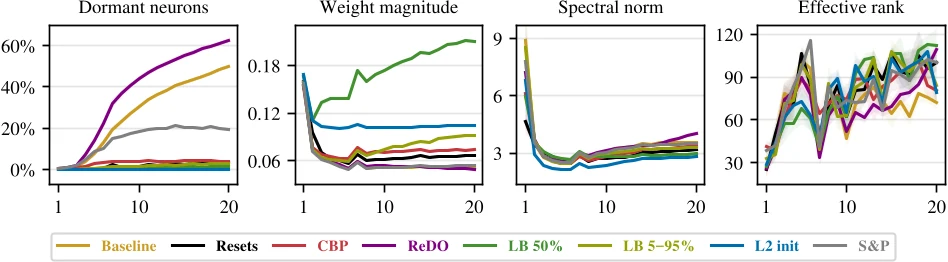 Dormant neurons Weight magnitude Spectral norm Effective rank
60%
40%
20%
0%
1 10 20
0.18
0.12
0.06
1 10 20
9
6
3
1 10 20
120
90
60
30
1 10 20
Baseline Resets CBP ReDO LB 50% LB 5−95% L2 init S&P